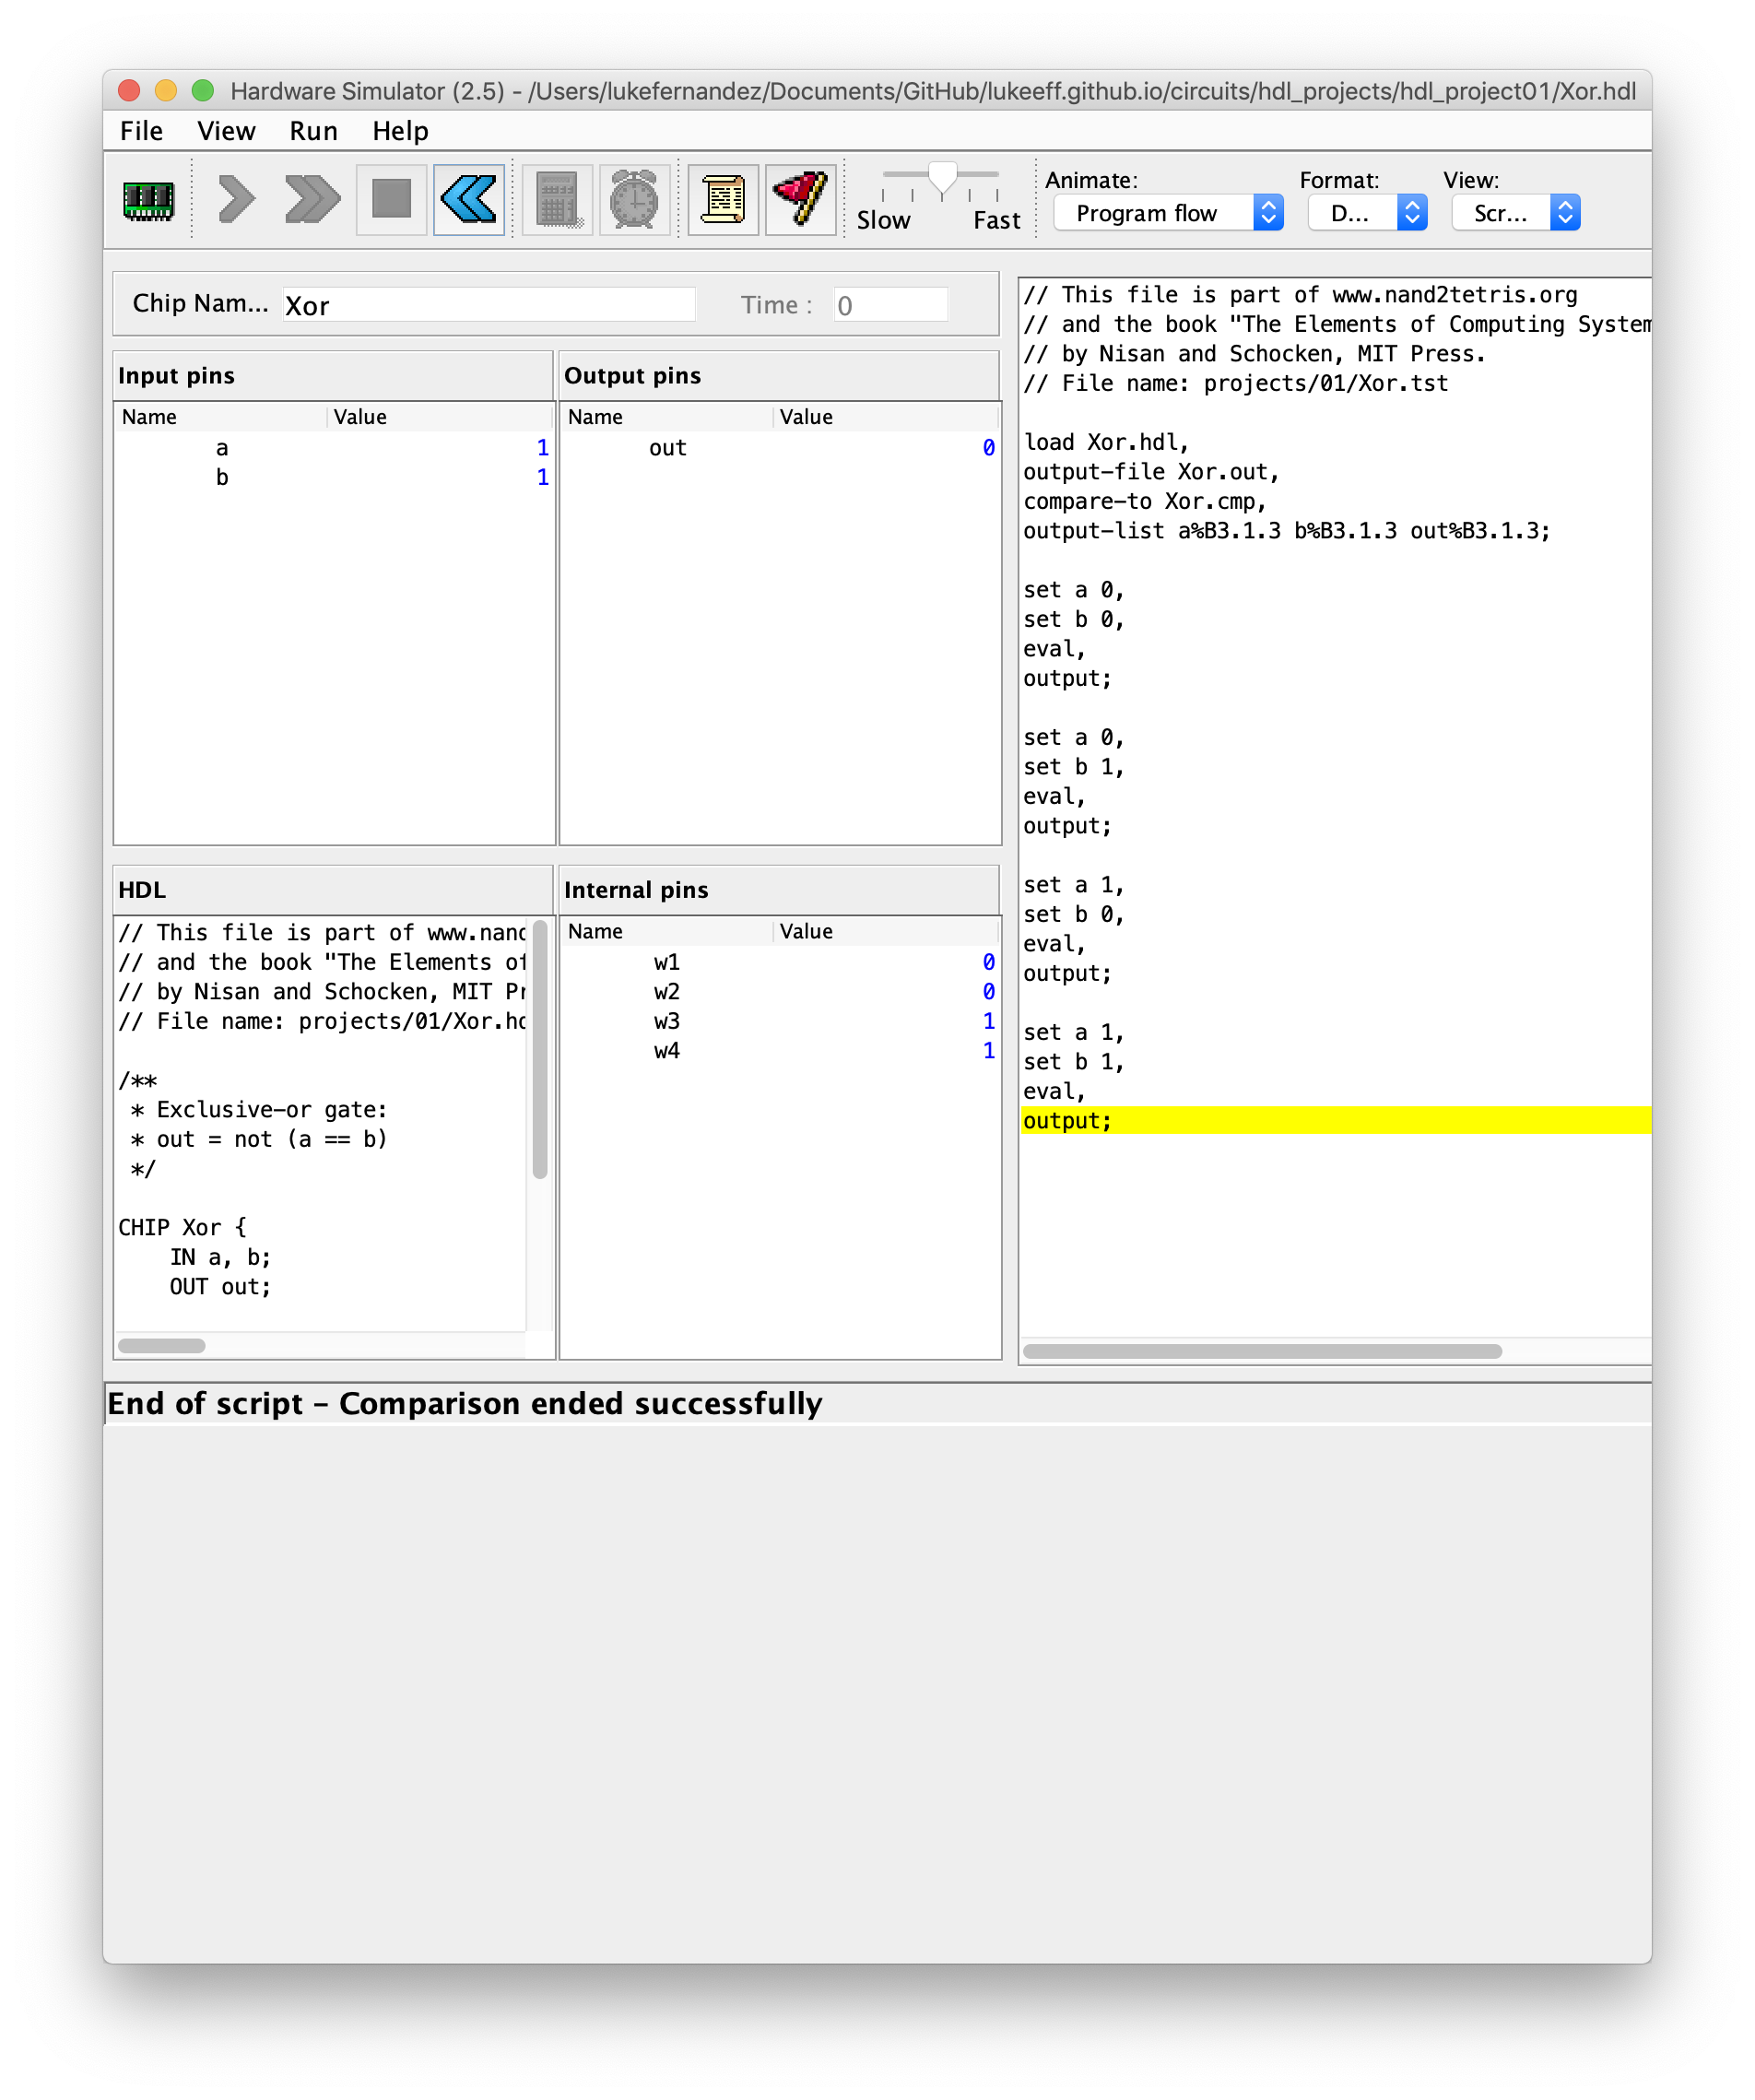 Hardware Simulator (2.5) - /Users/lukefernandez/Documents/GitHub/lukeeff.github.io/circuits/hdl_projects/hdl_project01/Xor.hdl
File View Run Help
Animate: Format: View:
Slow Fast Program flow D... Scr...
Chip Nam... Xor Time : 0
Input pins
Name Value
a 1
b 1
Output pins
Name Value
out 0
HDL
// This file is part of www.nand
// and the book "The Elements of
// by Nisan and Schocken, MIT Pr
// File name: projects/01/Xor.hd
/**
* Exclusive-or gate:
* out = not (a == b)
*/
CHIP Xor {
IN a, b;
OUT out;
Internal pins
Name Value
w1 0
w2 0
w3 1
w4 1
// This file is part of www.nand2tetris.org
// and the book "The Elements of Computing System
// by Nisan and Schocken, MIT Press.
// File name: projects/01/Xor.tst
load Xor.hdl,
output-file Xor.out,
compare-to Xor.cmp,
output-list a%B3.1.3 b%B3.1.3 out%B3.1.3;
set a 0,
set b 0,
eval,
output;
set a 0,
set b 1,
eval,
output;
set a 1,
set b 0,
eval,
output;
set a 1,
set b 1,
eval,
output;
End of script - Comparison ended successfully